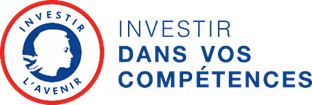 INVESTIR
L'AVENIR
INVESTIR
DANS VOS
COMPÉTENCES